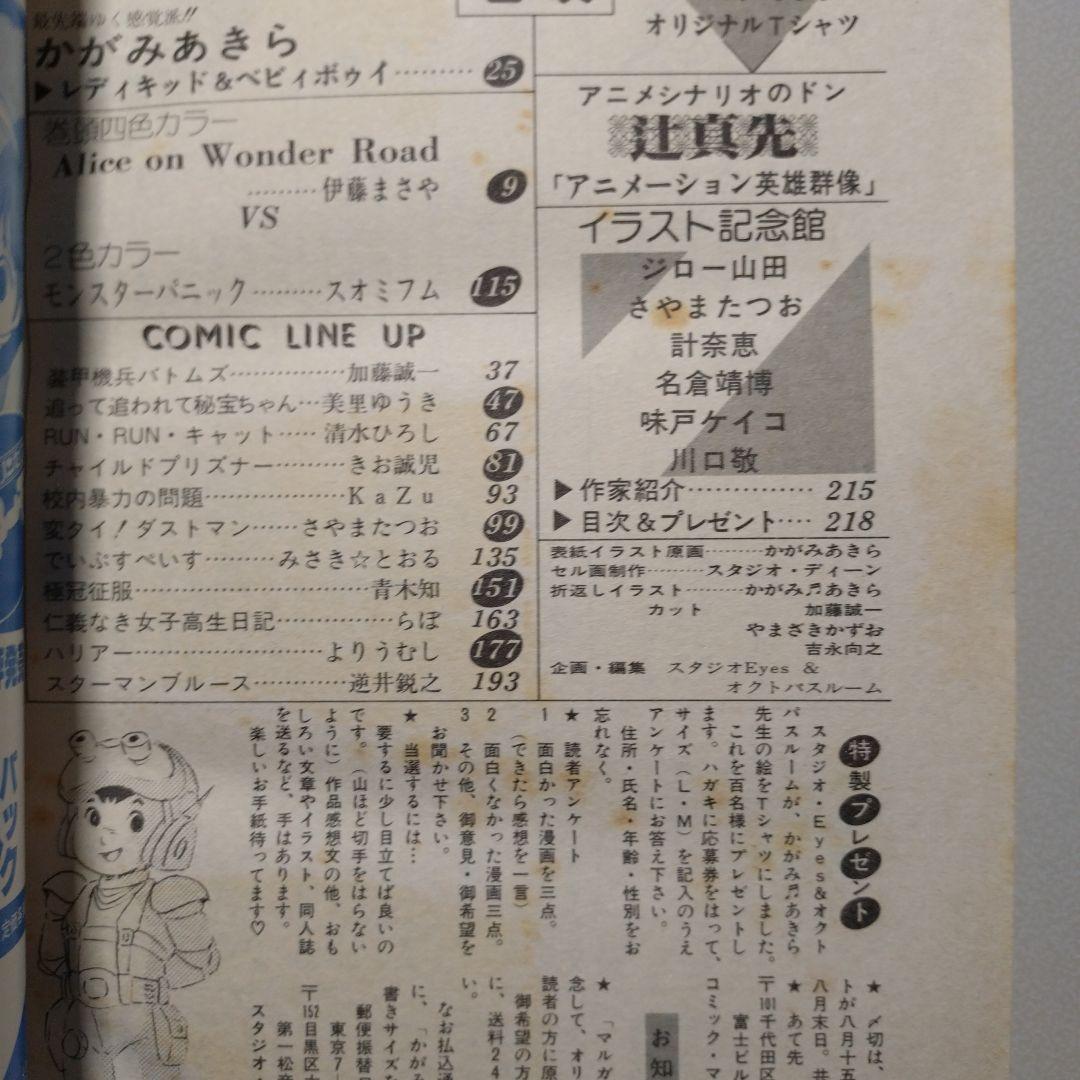 最先端ゆく感覚派!!
かがみあきら
▶レディキッド＆ベビィボゥイ………25
巻頭四色カラー
Alice on Wonder Road
………伊藤まさや 9
VS
2色カラー
モンスターパニック………スオミフム 115
COMIC LINE UP
装甲機兵バトムズ……………加藤誠一 37
追って追われて秘宝ちゃん…美里ゆうき 47
RUN・RUN・キャット……清水ひろし 67
チャイルドプリズナー………きお誠児 81
校内暴力の問題………………KaZu 93
変タイ！ダストマン……さやまたつお 99
でいぷすぺいす………みさき☆とおる 135
極冠征服…………………………青木知 151
仁義なき女子高生日記……………らぽ 163
ハリアー……………………よりうむし 177
スターマンブルース…………逆井鋭之 193
オリジナルTシャツ
アニメシナリオのドン
辻真先
「アニメーション英雄群像」
イラスト記念館
ジロー山田
さやまたつお
計奈恵
名倉靖博
味戸ケイコ
川口敬
▶作家紹介……………215
▶目次＆プレゼント……218
表紙イラスト原画………かがみあきら
セル画制作………スタジオ・ディーン
折返しイラスト………かがみ♬あきら
カット 加藤誠一
やまざきかずお
吉永向之
企画・編集 スタジオEyes &
オクトパスルーム
特製プレゼント
スタジオ・Eyes＆オクト
パスルームが、かがみ♬あきら
先生の絵をTシャツにしました。
これを百名様にプレゼントし
ます。ハガキに応募券をはって、
サイズ（L・M）を記入のうえ
アンケートにお答え下さい。
住所・氏名・年齢・性別をお
忘れなく。
★ 読者アンケート
1 面白かった漫画を三点。
（できたら感想を一言）
2 面白くなかった漫画三点。
3 その他、御意見・御希望を
お聞かせ下さい。
★ 当選するには…
要するに少し目立てば良いの
です。（山ほど切手をはらない
ように）作品感想文の他、おも
しろい文章やイラスト、同人誌
を送るなど、手はあります。
楽しいお手紙待ってます♡
★ 〆切は、
トが八月十五
八月末日。共
★ あて先
〒101千代田区
富士ビル
コミック・マ
お知
★ 「マルガ
念して、オリ
読者の方に原
御希望の方
に、送料24
い。
なお払込通
に、「かがみ
書きサイズな
郵便振替口
東京7―
〒152目黒区
第一松
スタジオ・
パック
定価